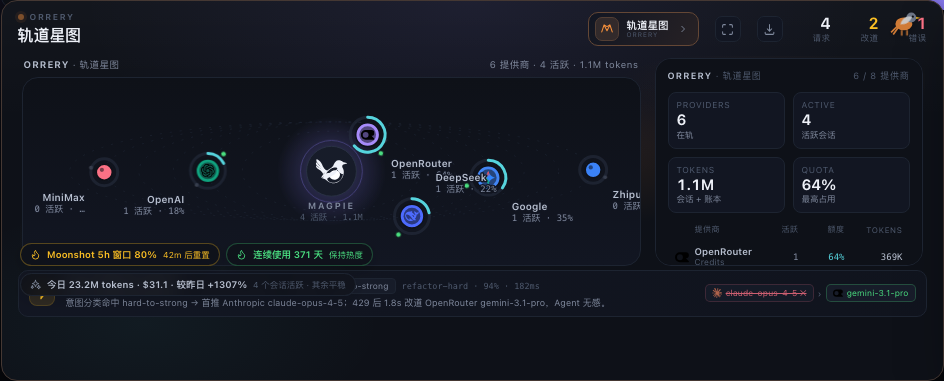 ORRERY
轨道星图
轨道星图
ORRERY
4
请求
2
改道
1
错误
ORRERY · 轨道星图
6 提供商 · 4 活跃 · 1.1M tokens
MiniMax
0 活跃 · …
OpenAI
1 活跃 · 18%
MAGPIE
4 活跃 · 1.1M
OpenRouter
1 活跃 ·
DeepSeek
1 活跃 · 22%
Google
1 活跃 · 35%
Zhipu
0 活跃
Moonshot 5h 窗口 80% 42m 后重置
连续使用 371 天 保持热度
ORRERY · 轨道星图
6 / 8 提供商
PROVIDERS
6
在轨
ACTIVE
4
活跃会话
TOKENS
1.1M
会话 + 账本
QUOTA
64%
最高占用
提供商 活跃 额度 TOKENS
OpenRouter 1 64% 369K
Credits
今日 23.2M tokens · $31.1 · 较昨日 +1307% 4 个会话活跃 · 其余平稳
o-strong refactor-hard · 94% · 182ms
意图分类命中 hard-to-strong → 首推 Anthropic claude-opus-4-5；429 后 1.8s 改道 OpenRouter gemini-3.1-pro。Agent 无感。
claude-opus-4-5 ✕ › gemini-3.1-pro